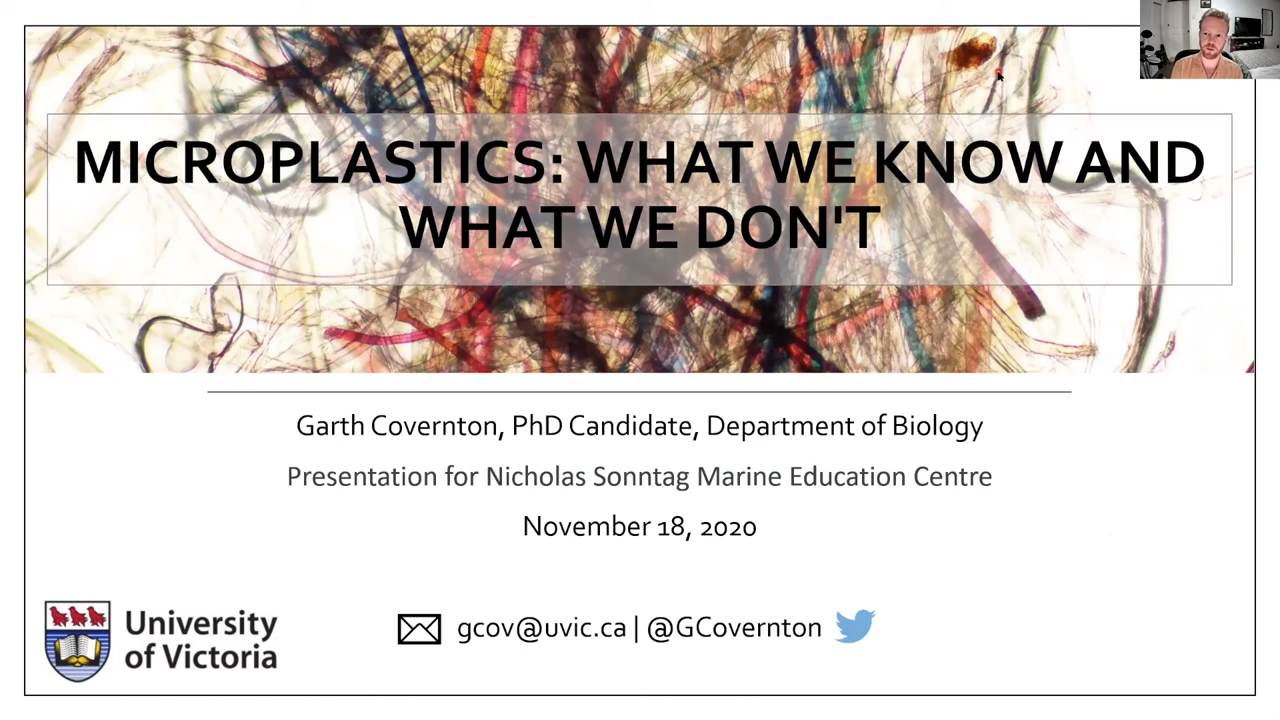 MICROPLASTICS: WHAT WE KNOW AND
WHAT WE DON'T
Garth Covernton, PhD Candidate, Department of Biology
Presentation for Nicholas Sonntag Marine Education Centre
November 18, 2020
University
of Victoria
gcov@uvic.ca | @GCovernton